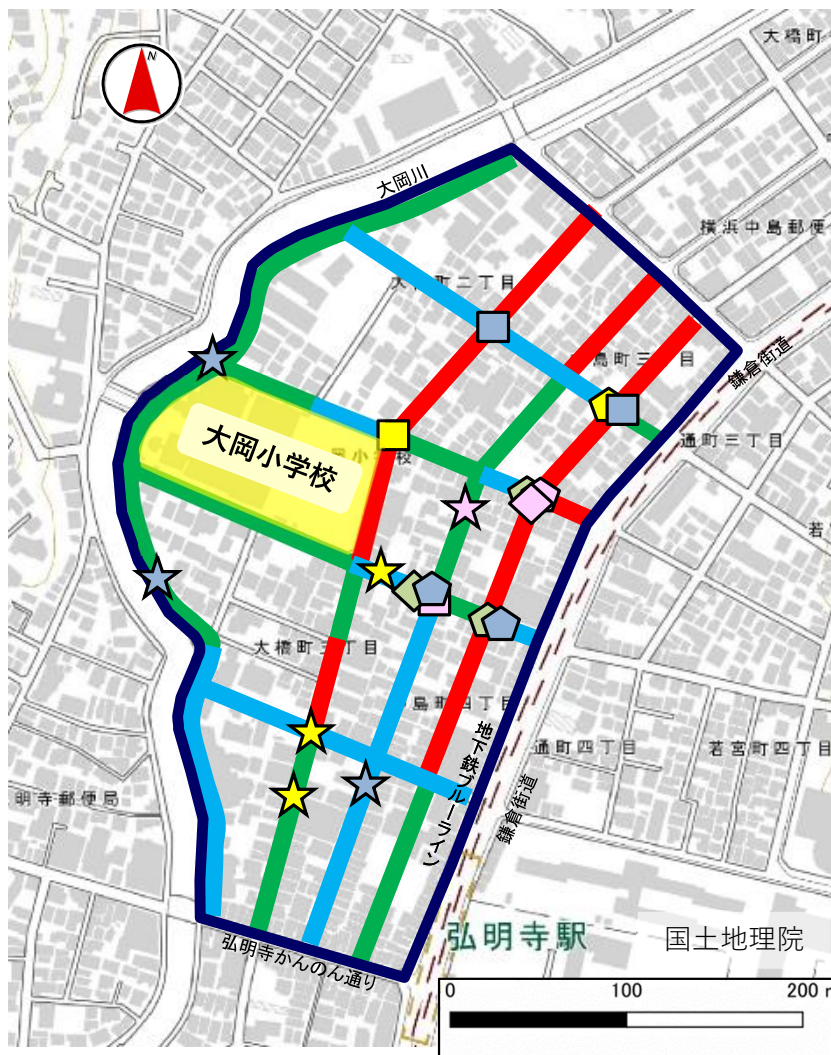 N
大橋町
大岡川
横浜中島郵便
町二丁目
島町三
鎌倉街道
通町三丁目
大岡小学校
小
校
若
大橋町三丁目
島町四丁目
地下鉄ブルーライン
通町四丁目
若宮町四丁目
明寺郵便局
鎌倉街道
弘明寺駅
国土地理院
弘明寺かんのん通り
0 100 200 m